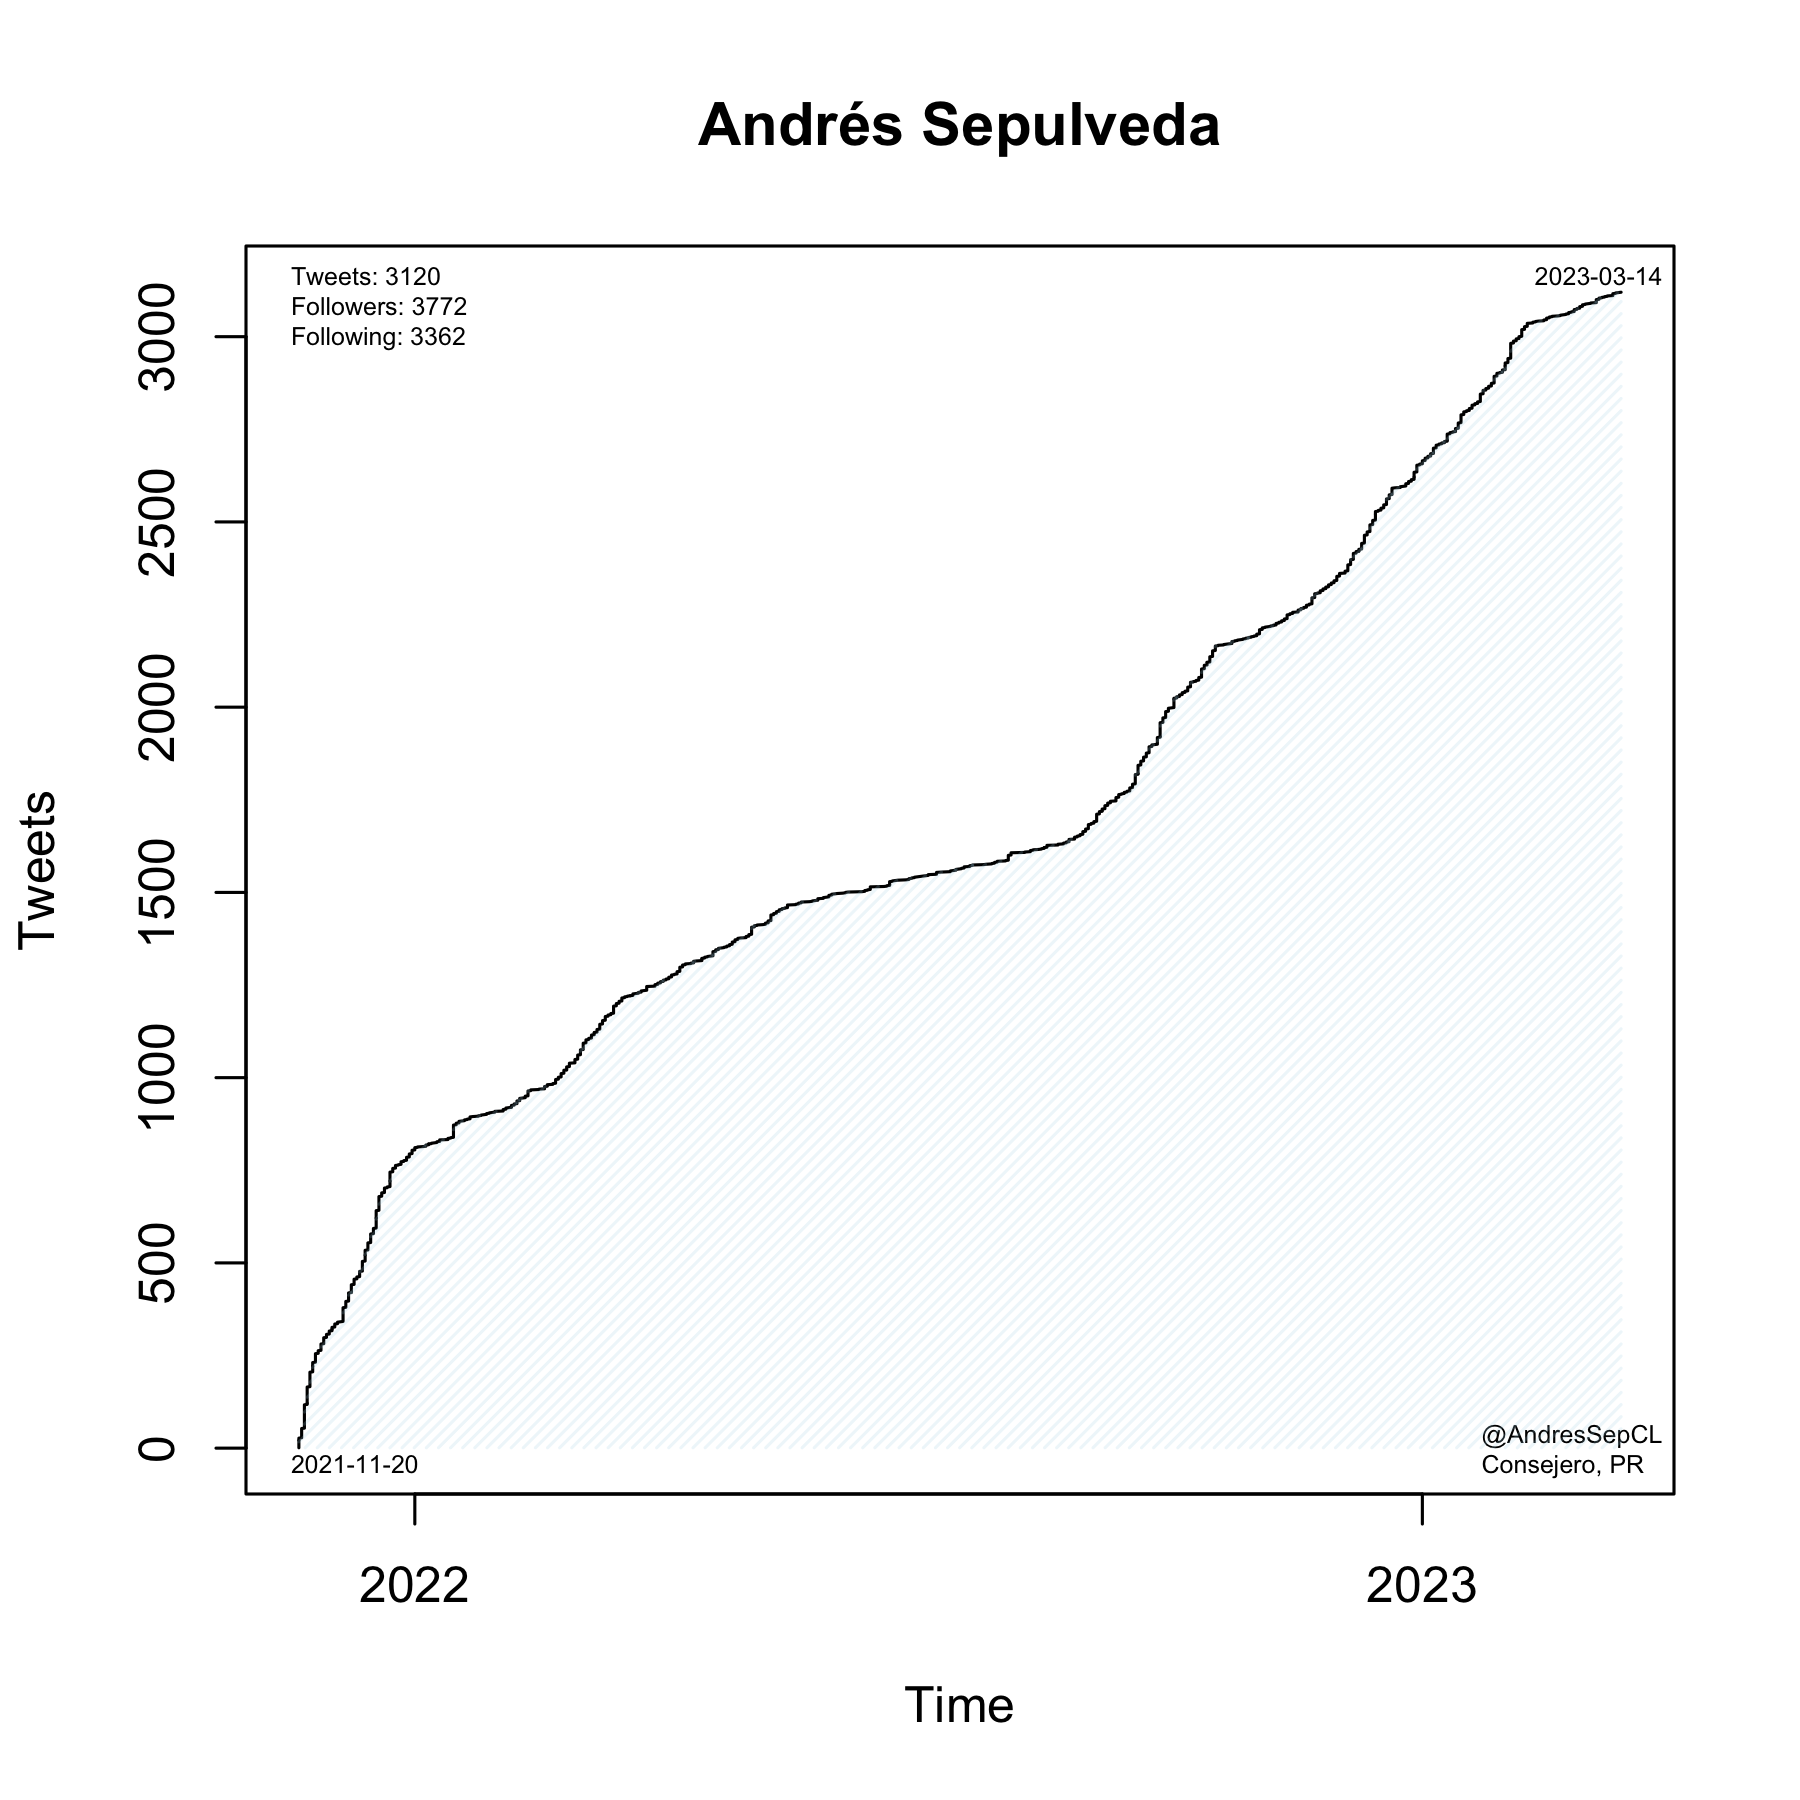 Andrés Sepulveda
Tweets: 3120
Followers: 3772
Following: 3362
2023-03-14
3000
2500
2000
1500
1000
500
0
Tweets
@AndresSepCL
Consejero, PR
2021-11-20
2022
2023
Time